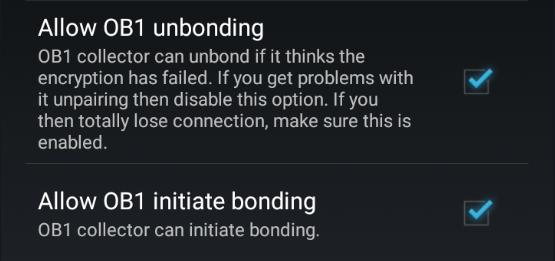 Allow OB1 unbonding
OB1 collector can unbond if it thinks the
encryption has failed. If you get problems with
it unpairing then disable this option. If you
then totally lose connection, make sure this is
enabled.
Allow OB1 initiate bonding
OB1 collector can initiate bonding.